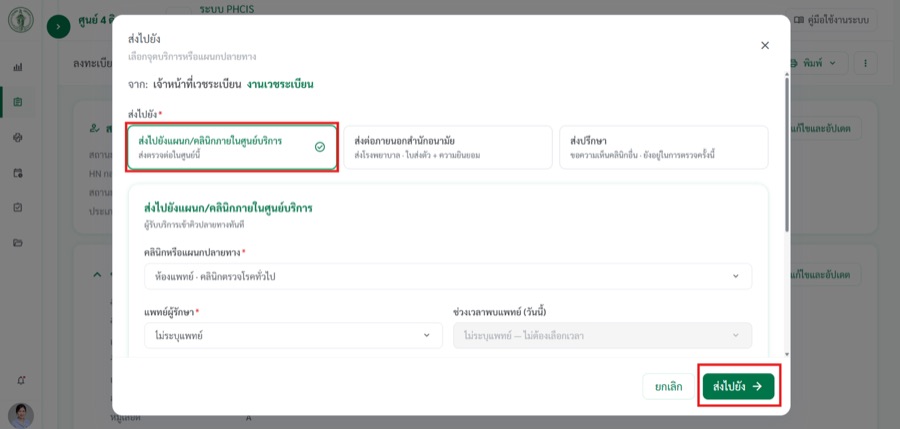 ระบบ PHCIS
ศูนย์ 4
คู่มือใช้งานระบบ
ลงทะเบีย
พิมพ์
แก้ไขและอัปเดต
ส่งไปยัง
เลือกจุดบริการหรือแผนกปลายทาง
จาก: เจ้าหน้าที่เวชระเบียน งานเวชระเบียน
ส่งไปยัง*
ส่งไปยังแผนก/คลินิกภายในศูนย์บริการ
ส่งตรวจต่อในศูนย์นี้
ส่งต่อภายนอกสำนักอนามัย
ส่งโรงพยาบาล · ใบส่งตัว + ความยินยอม
ส่งปรึกษา
ขอความเห็นคลินิกอื่น · ยังอยู่ในการตรวจครั้งนี้
ส่งไปยังแผนก/คลินิกภายในศูนย์บริการ
ผู้รับบริการเข้าคิวปลายทางทันที
คลินิกหรือแผนกปลายทาง*
ห้องแพทย์ · คลินิกตรวจโรคทั่วไป
แก้ไขและอัปเดต
แพทย์ผู้รักษา*
ช่วงเวลาพบแพทย์ (วันนี้)
ไม่ระบุแพทย์
ไม่ระบุแพทย์ — ไม่ต้องเลือกเวลา
ยกเลิก
ส่งไปยัง